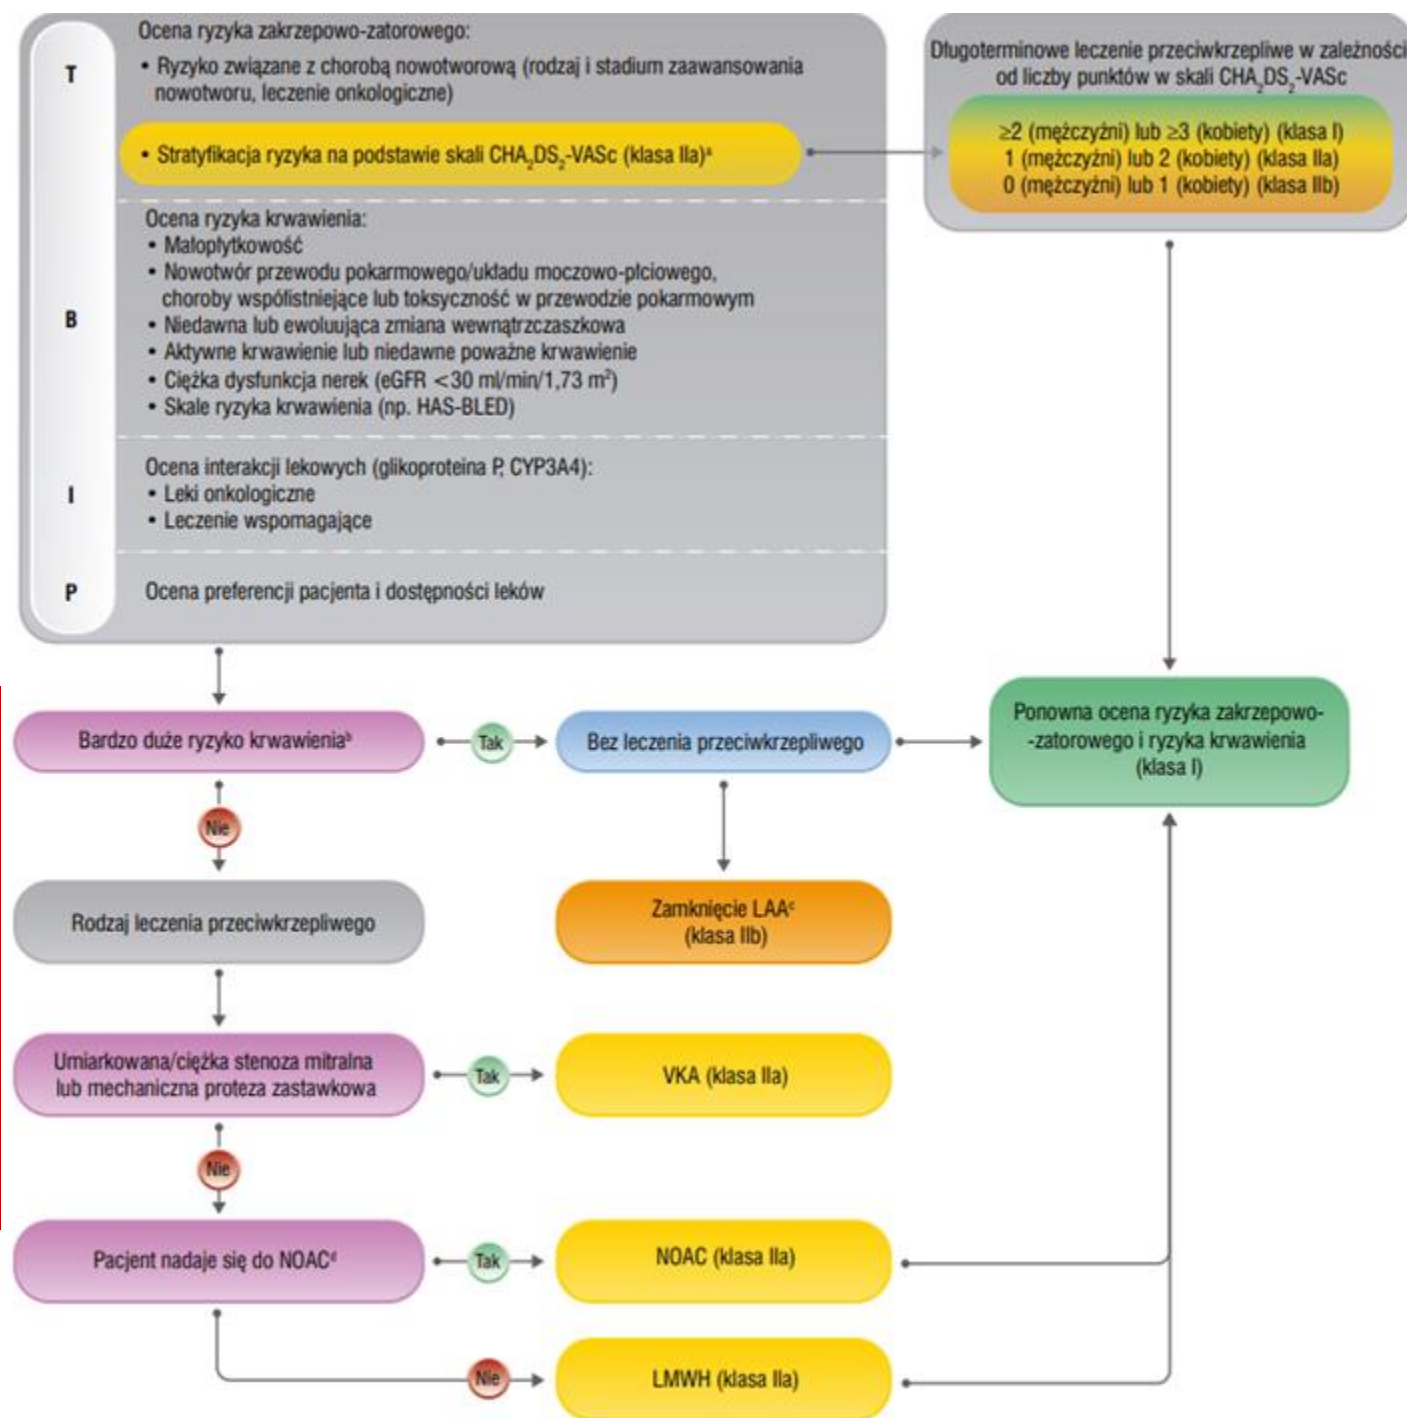 T
Ocena ryzyka zakrzepowo-zatorowego:
• Ryzyko związane z chorobą nowotworową (rodzaj i stadium zaawansowania
nowotworu, leczenie onkologiczne)
• Stratyfikacja ryzyka na podstawie skali CHA₂DS₂-VASc (klasa IIa)ᵃ
Długoterminowe leczenie przeciwkrzepliwe w zależności
od liczby punktów w skali CHA₂DS₂-VASc
≥2 (mężczyźni) lub ≥3 (kobiety) (klasa I)
1 (mężczyźni) lub 2 (kobiety) (klasa IIa)
0 (mężczyźni) lub 1 (kobiety) (klasa IIb)
B
Ocena ryzyka krwawienia:
• Małopłytkowość
• Nowotwór przewodu pokarmowego/układu moczowo-płciowego,
choroby współistniejące lub toksyczność w przewodzie pokarmowym
• Niedawna lub ewoluująca zmiana wewnątrzczaszkowa
• Aktywne krwawienie lub niedawne poważne krwawienie
• Ciężka dysfunkcja nerek (eGFR <30 ml/min/1,73 m²)
• Skale ryzyka krwawienia (np. HAS-BLED)
I
Ocena interakcji lekowych (glikoproteina P, CYP3A4):
• Leki onkologiczne
• Leczenie wspomagające
P
Ocena preferencji pacjenta i dostępności leków
Bardzo duże ryzyko krwawieniaᵇ
Tak
Bez leczenia przeciwkrzepliwego
Ponowna ocena ryzyka zakrzepowo-
-zatorowego i ryzyka krwawienia
(klasa I)
Nie
Rodzaj leczenia przeciwkrzepliwego
Zamknięcie LAAᶜ
(klasa IIb)
Umiarkowana/ciężka stenoza mitralna
lub mechaniczna proteza zastawkowa
Tak
VKA (klasa IIa)
Nie
Pacjent nadaje się do NOACᵈ
Tak
NOAC (klasa IIa)
Nie
LMWH (klasa IIa)